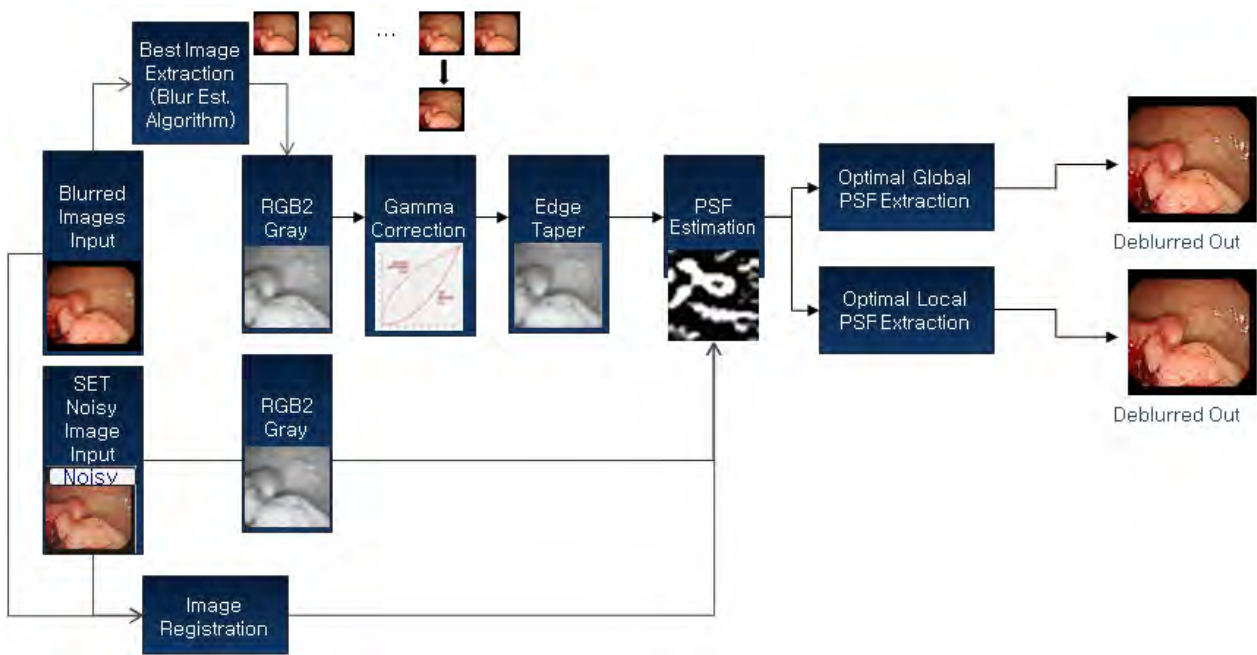 Best Image
Extraction
(Blur Est.
Algorithm)
...
Blurred
Images
Input
RGB2
Gray
Gamma
Correction
Edge
Taper
PSF
Estimation
Optimal Global
PSF Extraction
Deblurred Out
Optimal Local
PSF Extraction
Deblurred Out
SET
Noisy
Image
Input
Noisy
RGB2
Gray
Image
Registration